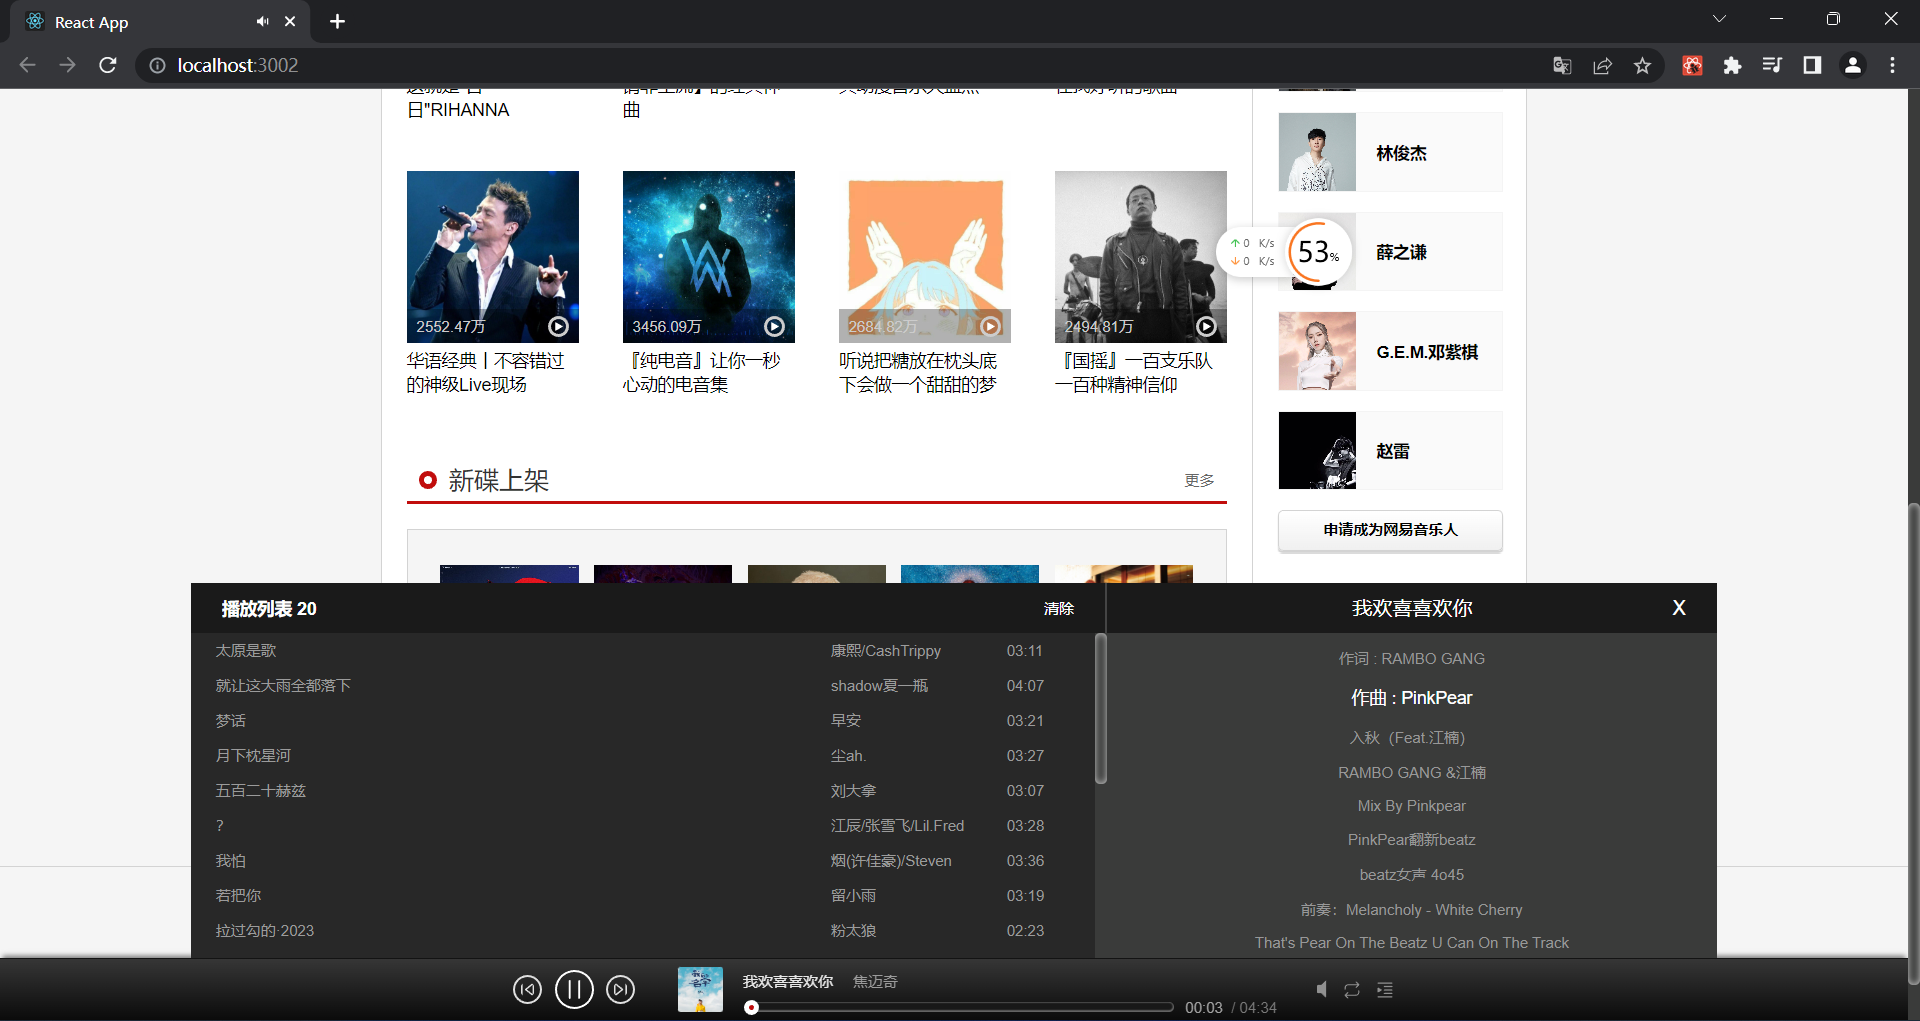 React App
localhost:3002
日"RIHANNA
曲
林俊杰
薛之谦
0 K/s
0 K/s
53%
G.E.M.邓紫棋
赵雷
申请成为网易音乐人
2552.47万
3456.09万
2684.82万
2494.81万
华语经典丨不容错过
的神级Live现场
『纯电音』让你一秒
心动的电音集
听说把糖放在枕头底
下会做一个甜甜的梦
『国摇』一百支乐队
一百种精神信仰
新碟上架
更多
播放列表 20
清除
太原是歌 康熙/CashTrippy 03:11
就让这大雨全都落下 shadow夏一瓶 04:07
梦话 早安 03:21
月下枕星河 尘ah. 03:27
五百二十赫兹 刘大拿 03:07
? 江辰/张雪飞/Lil.Fred 03:28
我怕 烟(许佳豪)/Steven 03:36
若把你 留小雨 03:19
拉过勾的·2023 粉太狼 02:23
我欢喜喜欢你
X
作词 : RAMBO GANG
作曲 : PinkPear
入秋（Feat.江楠）
RAMBO GANG &江楠
Mix By Pinkpear
PinkPear翻新beatz
beatz女声 4o45
前奏：Melancholy - White Cherry
That's Pear On The Beatz U Can On The Track
我欢喜喜欢你 焦迈奇
00:03 / 04:34